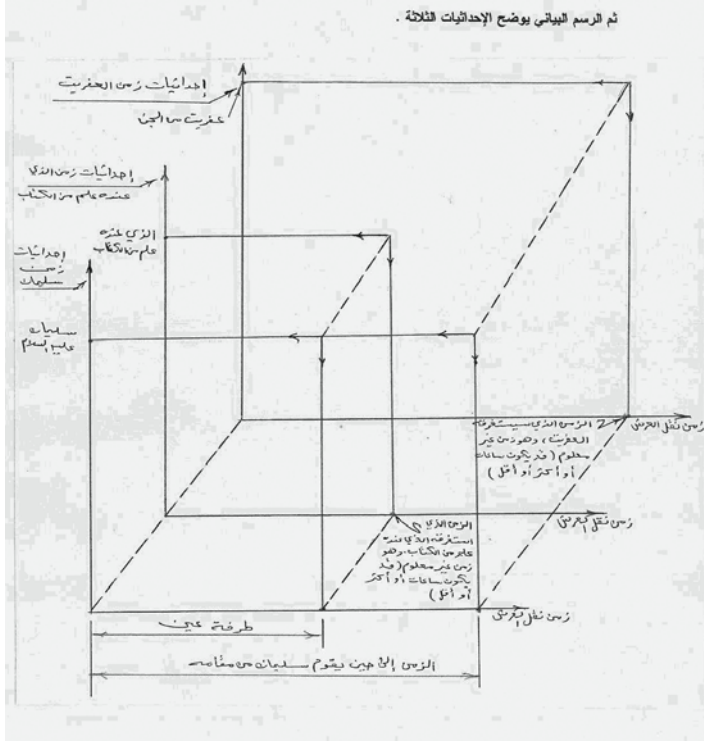 ثم الرسم البياني يوضح الإحداثيات الثلاثة .
إحداثيات زمن العفريت
عفريت من الجن
إحداثيات زمن الذي
عنده علم من الكتاب
الذي عنده
علم من الكتاب
إحداثيات
زمن
سليمان
سليمان
عليه السلام
زمن نقل العرش
الزمن الذي سيستغرقه
العفريت ، وهو زمن غير
معلوم ( قد يكون ساعات
أو أكثر أو أقل )
زمن نقل العرش
الزمن الذي
استغرقه الذي عنده
علم من الكتاب وهو
زمن غير معلوم ( قد
يكون ساعات أو أكثر
أو أقل )
زمن نقل العرش
طرفة عين
الزمن إلى حين يقوم سليمان من مقامه